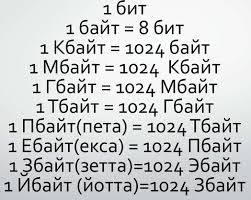 1 бит
1 байт = 8 бит
1 Кбайт = 1024 байт
1 Мбайт = 1024 Кбайт
1 Гбайт = 1024 Мбайт
1 Тбайт = 1024 Гбайт
1 Пбайт(пета) = 1024 Тбайт
1 Ебайт(екса) = 1024 Пбайт
1 Збайт(зетта)=1024 Эбайт
1 Йбайт (йотта)=1024 Збайт